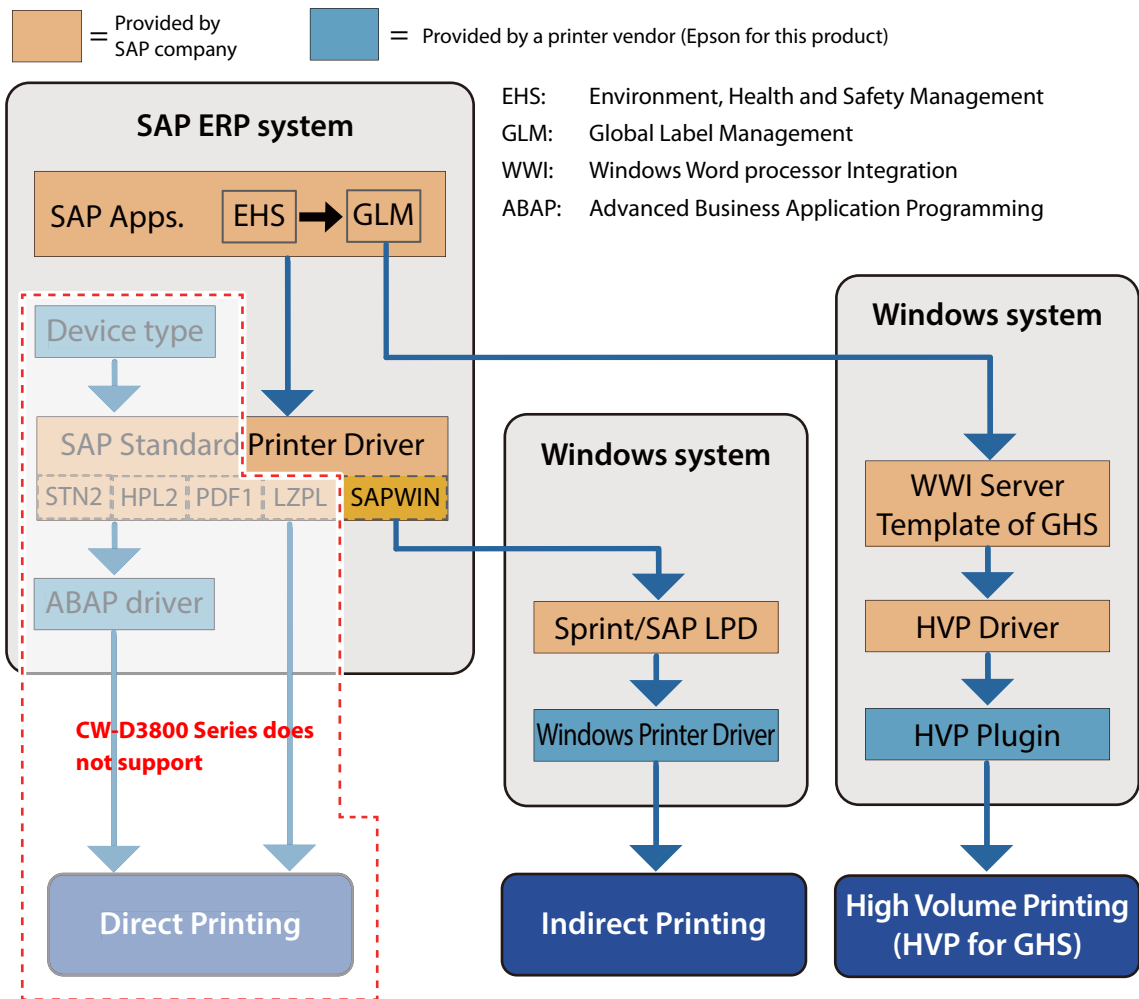 = Provided by
SAP company
= Provided by a printer vendor (Epson for this product)
EHS: Environment, Health and Safety Management
GLM: Global Label Management
WWI: Windows Word processor Integration
ABAP: Advanced Business Application Programming
SAP ERP system
SAP Apps.
EHS
GLM
Device type
SAP Standard Printer Driver
STN2
HPL2
PDF1
LZPL
SAPWIN
ABAP driver
CW-D3800 Series does
not support
Direct Printing
Windows system
Sprint/SAP LPD
Windows Printer Driver
Indirect Printing
Windows system
WWI Server
Template of GHS
HVP Driver
HVP Plugin
High Volume Printing
(HVP for GHS)